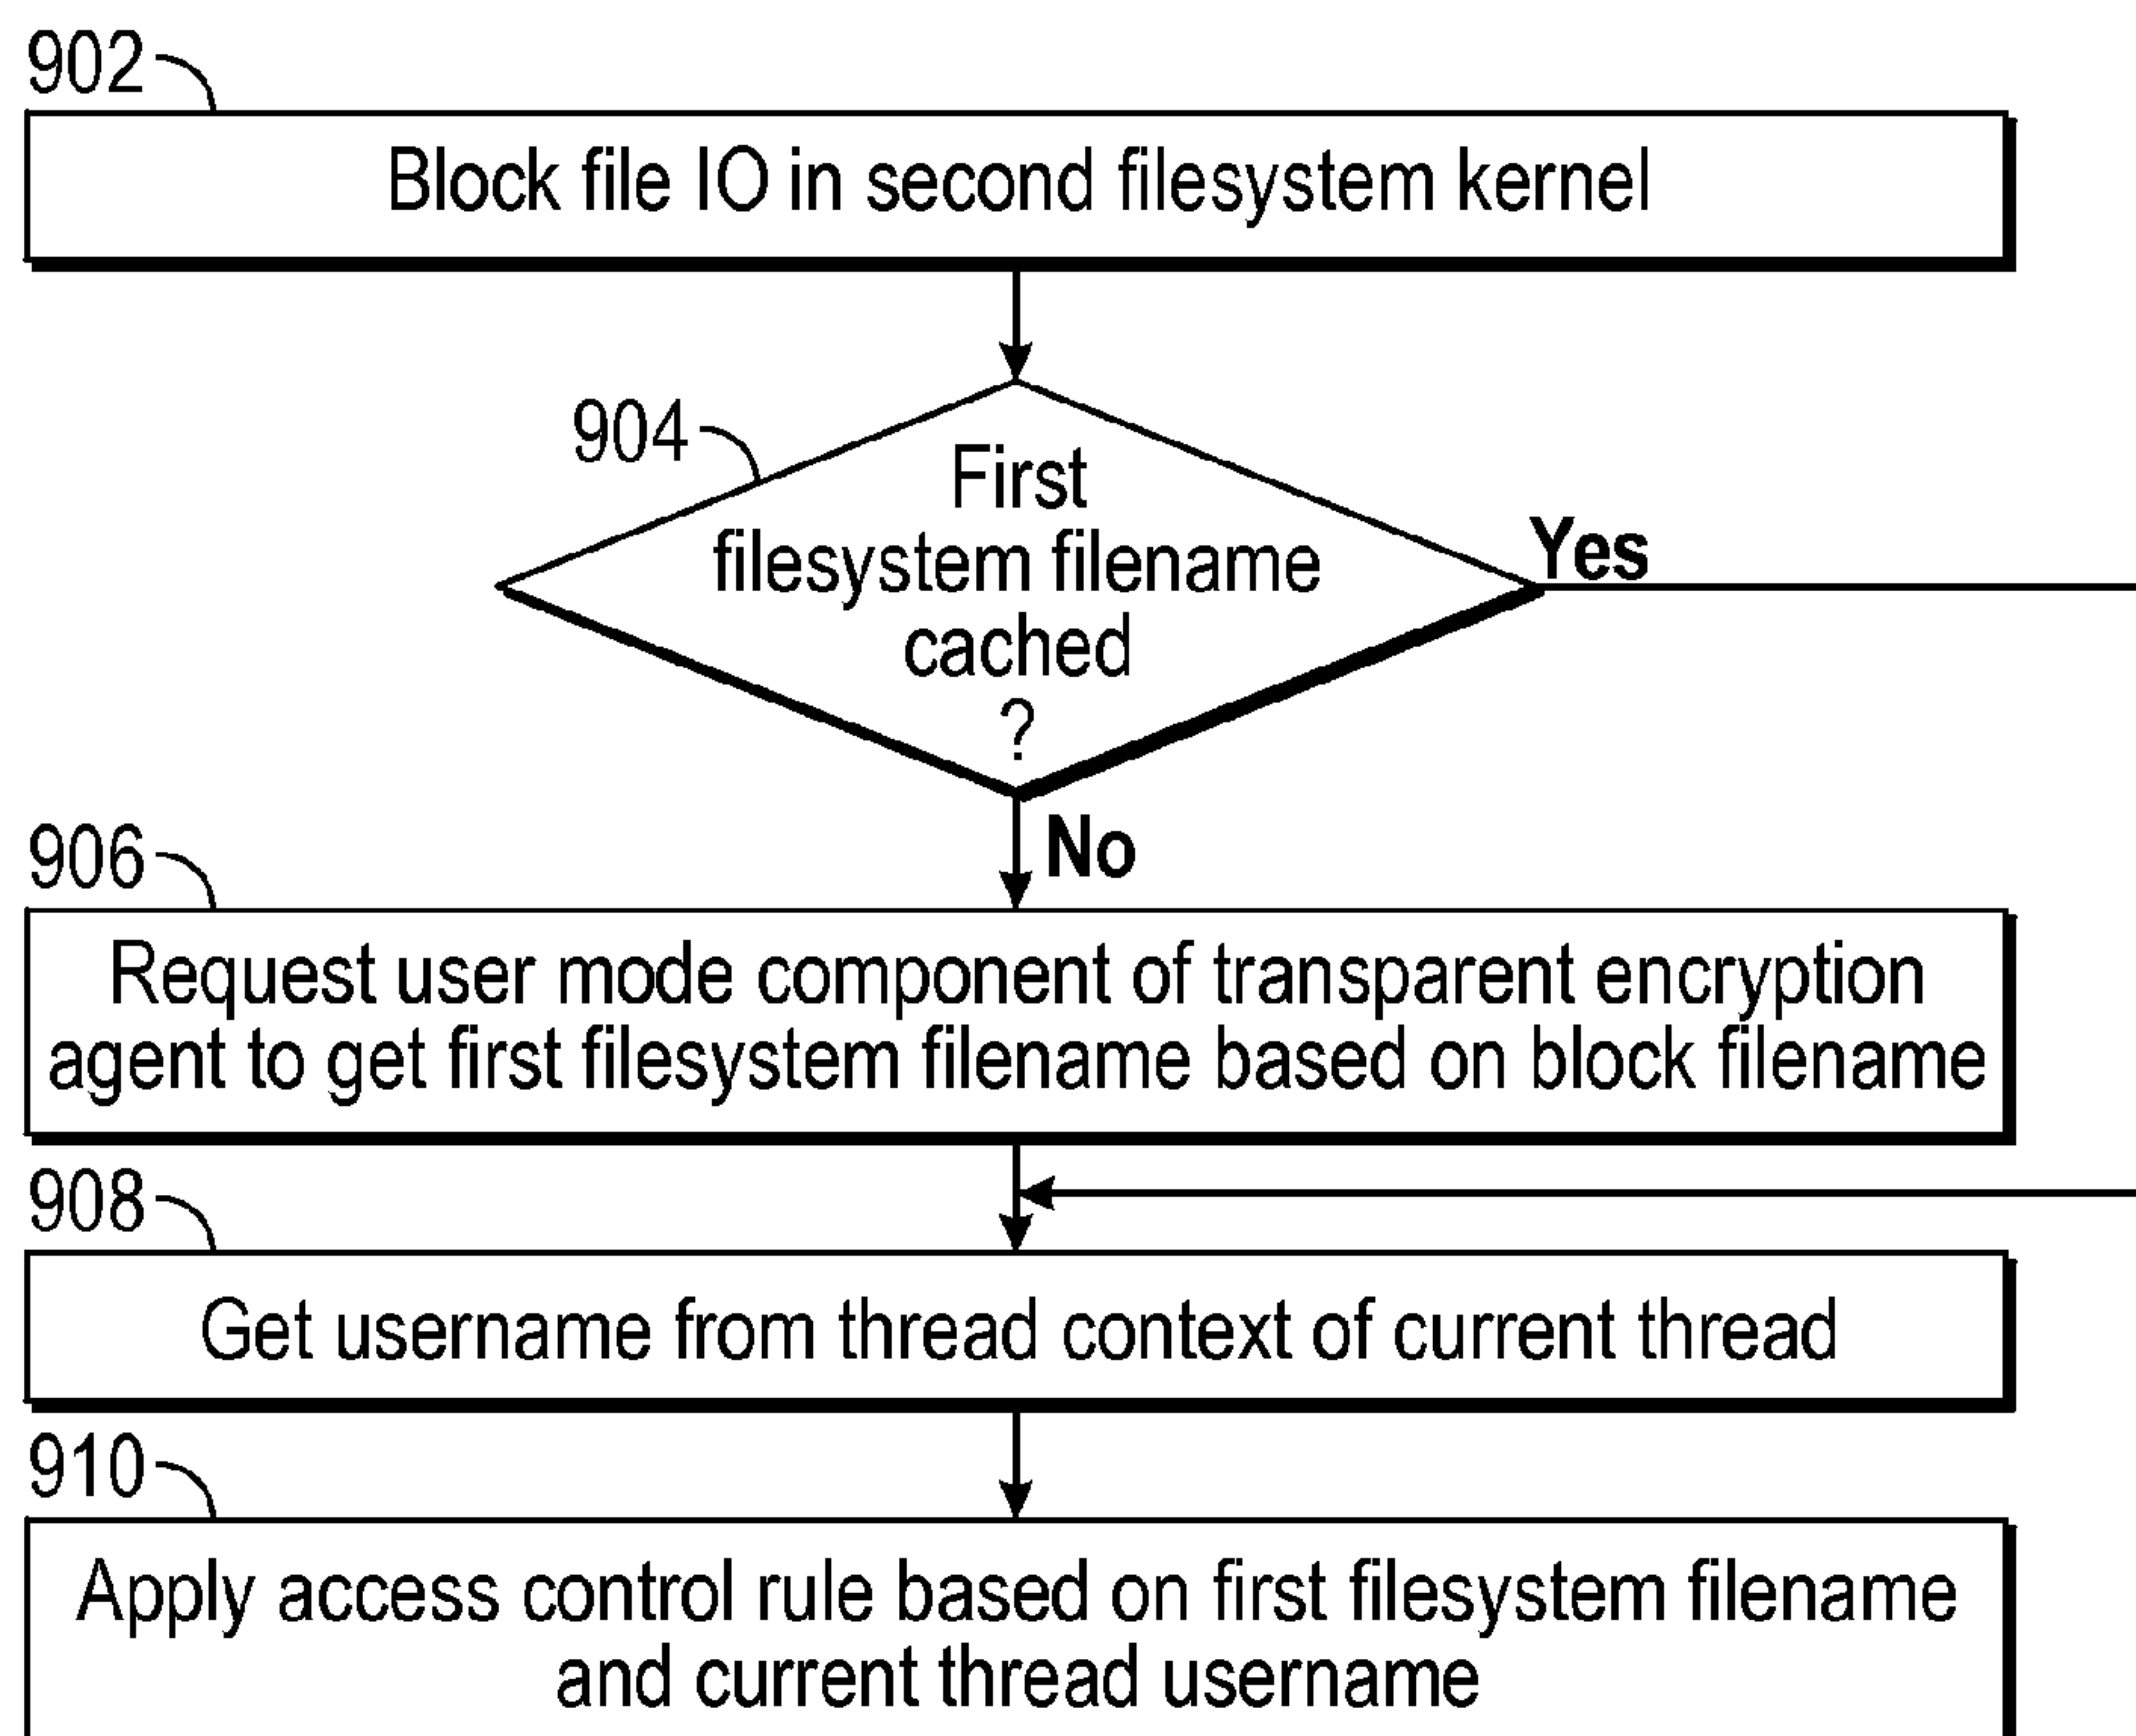 902
Block file IO in second filesystem kernel
904
First
filesystem filename
cached
?
Yes
No
906
Request user mode component of transparent encryption
agent to get first filesystem filename based on block filename
908
Get username from thread context of current thread
910
Apply access control rule based on first filesystem filename
and current thread username